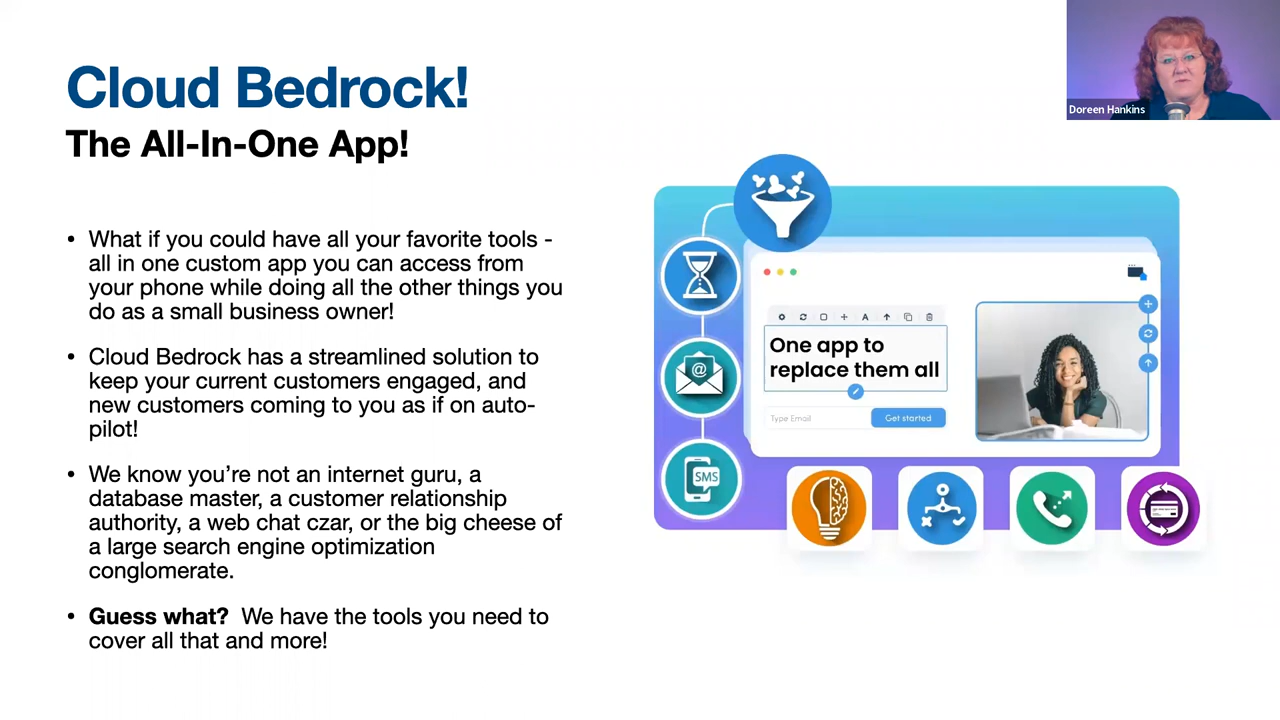 Cloud Bedrock!
The All-In-One App!
Doreen Hankins
• What if you could have all your favorite tools -
all in one custom app you can access from
your phone while doing all the other things you
do as a small business owner!
• Cloud Bedrock has a streamlined solution to
keep your current customers engaged, and
new customers coming to you as if on auto-
pilot!
• We know you’re not an internet guru, a
database master, a customer relationship
authority, a web chat czar, or the big cheese of
a large search engine optimization
conglomerate.
• Guess what?  We have the tools you need to
cover all that and more!
A
One app to
replace them all
Type Email
Get started
@
SMS